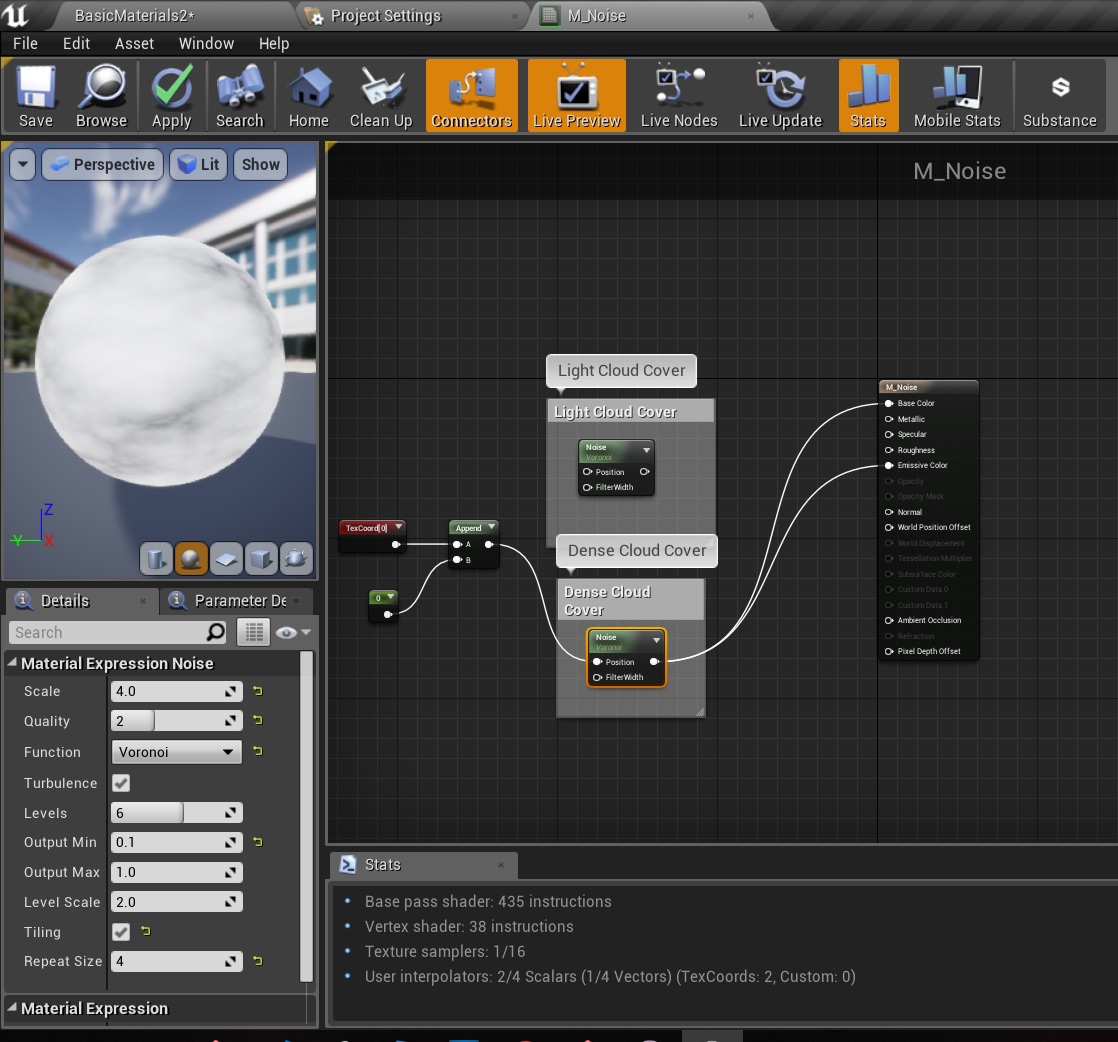 BasicMaterials2*
Project Settings
M_Noise
File Edit Asset Window Help
Save Browse Apply Search Home Clean Up Connectors Live Preview Live Nodes Live Update Stats Mobile Stats Substance
Perspective Lit Show
Z
Y
X
M_Noise
Light Cloud Cover
Light Cloud Cover
Noise
Voronoi
Position
FilterWidth
TexCoord[0]
Append
A
B
0
Dense Cloud Cover
Dense Cloud
Cover
Noise
Voronoi
Position
FilterWidth
M_Noise
Base Color
Metallic
Specular
Roughness
Emissive Color
Opacity
Opacity Mask
Normal
World Position Offset
World Displacement
Tessellation Multiplier
Subsurface Color
Custom Data 0
Custom Data 1
Ambient Occlusion
Refraction
Pixel Depth Offset
Details Parameter De
Search
Material Expression Noise
Scale 4.0
Quality 2
Function Voronoi
Turbulence
Levels 6
Output Min 0.1
Output Max 1.0
Level Scale 2.0
Tiling
Repeat Size 4
Material Expression
Stats
Base pass shader: 435 instructions
Vertex shader: 38 instructions
Texture samplers: 1/16
User interpolators: 2/4 Scalars (1/4 Vectors) (TexCoords: 2, Custom: 0)